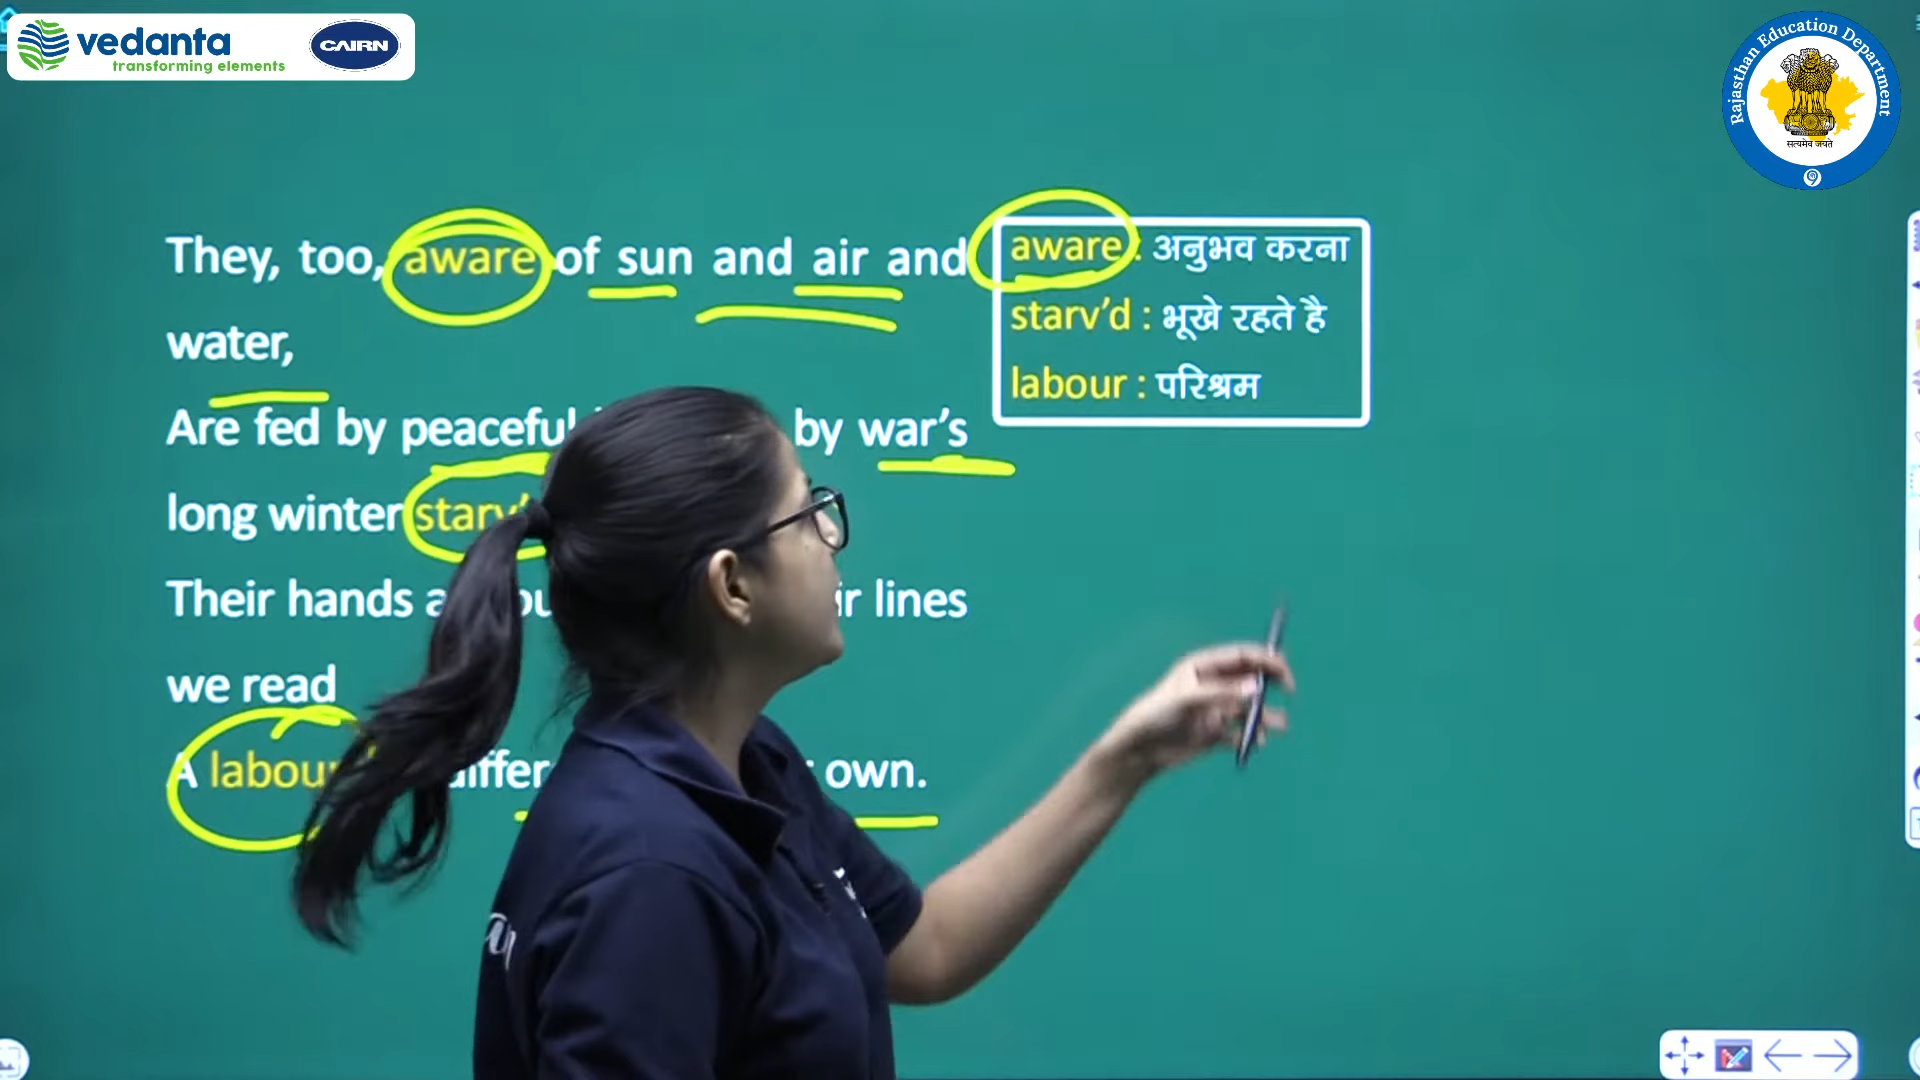 vedanta
transforming elements
CAIRN
Rajasthan Education Department
सत्यमेव जयते
They, too, aware of sun and air and
water,
Are fed by peaceful by war's
long winter
Their hands lines
we read
A own.
aware : अनुभव करना
starv'd : भूखे रहते है
labour : परिश्रम